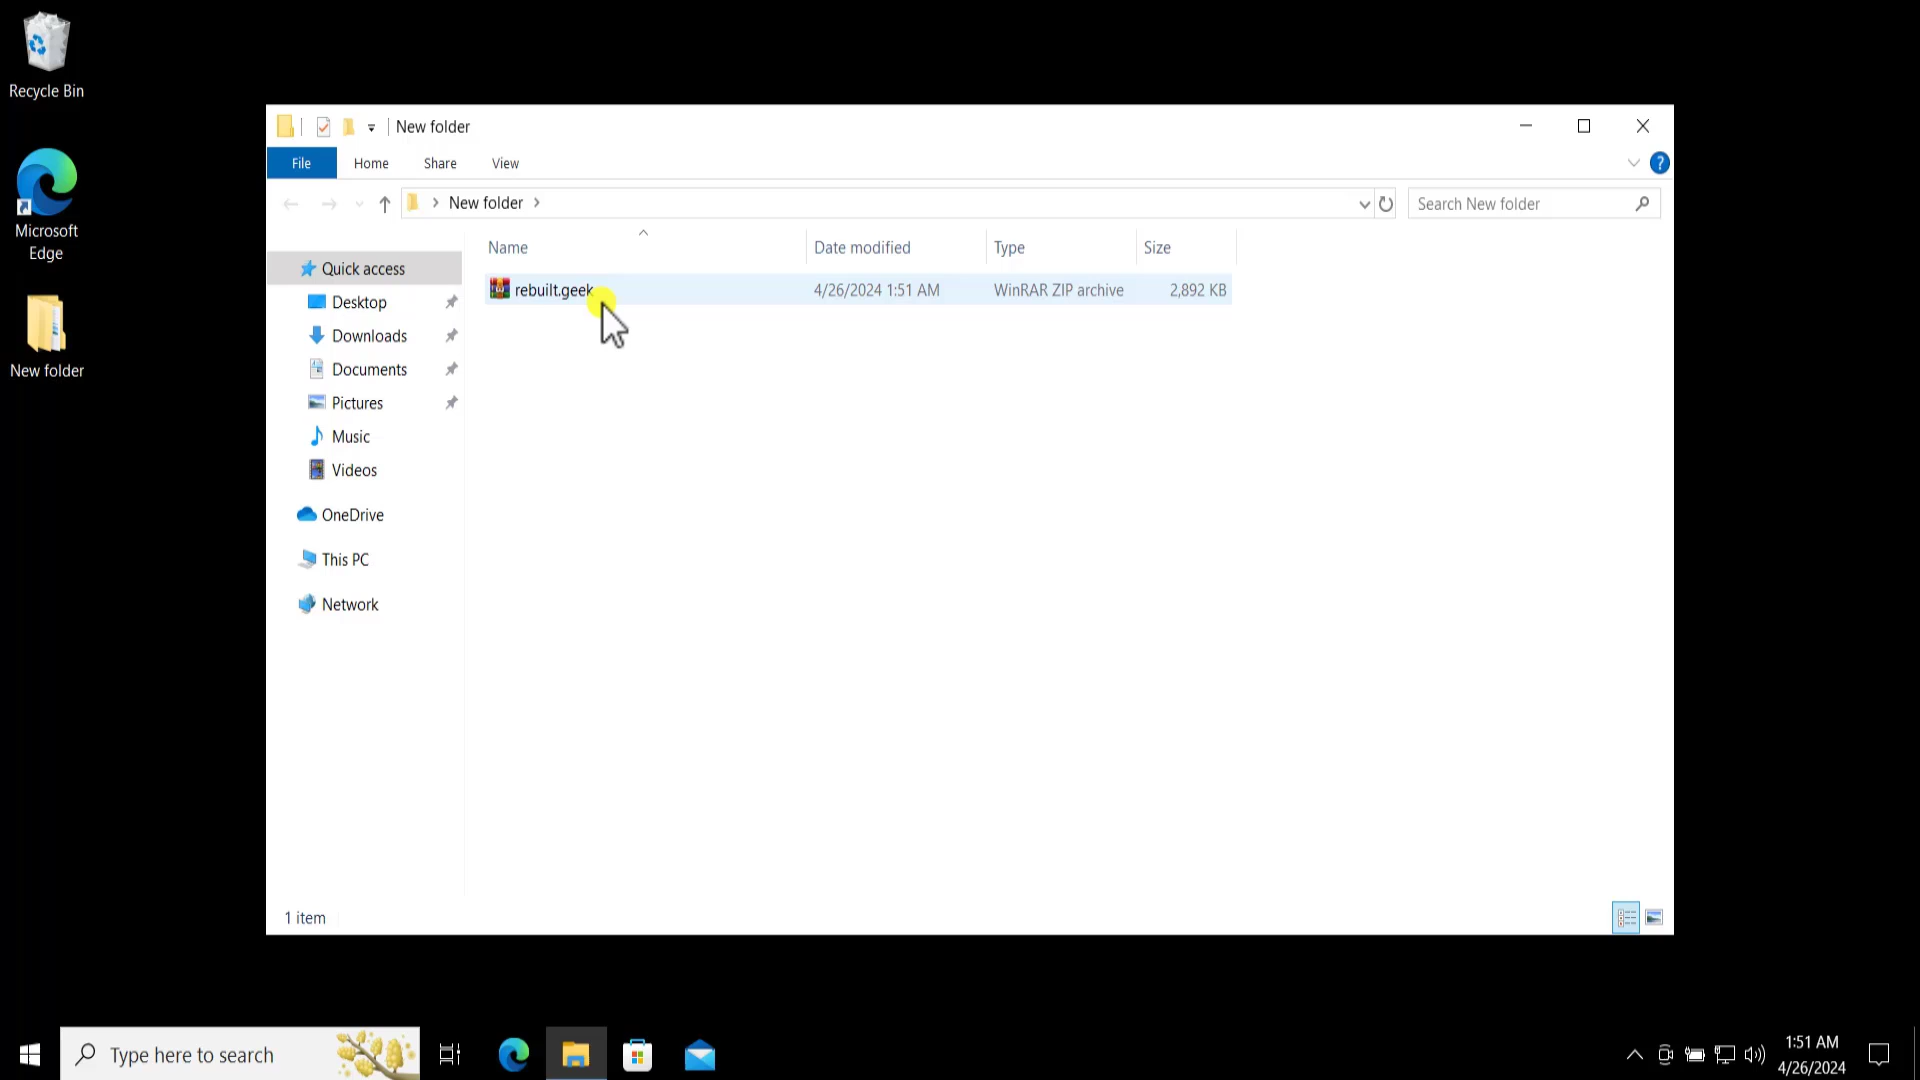 Recycle Bin
Microsoft
Edge
New folder
New folder
File Home Share View
?
New folder
Search New folder
Name Date modified Type Size
rebuilt.geek 4/26/2024 1:51 AM WinRAR ZIP archive 2,892 KB
Quick access
Desktop
Downloads
Documents
Pictures
Music
Videos
OneDrive
This PC
Network
1 item
Type here to search
1:51 AM
4/26/2024